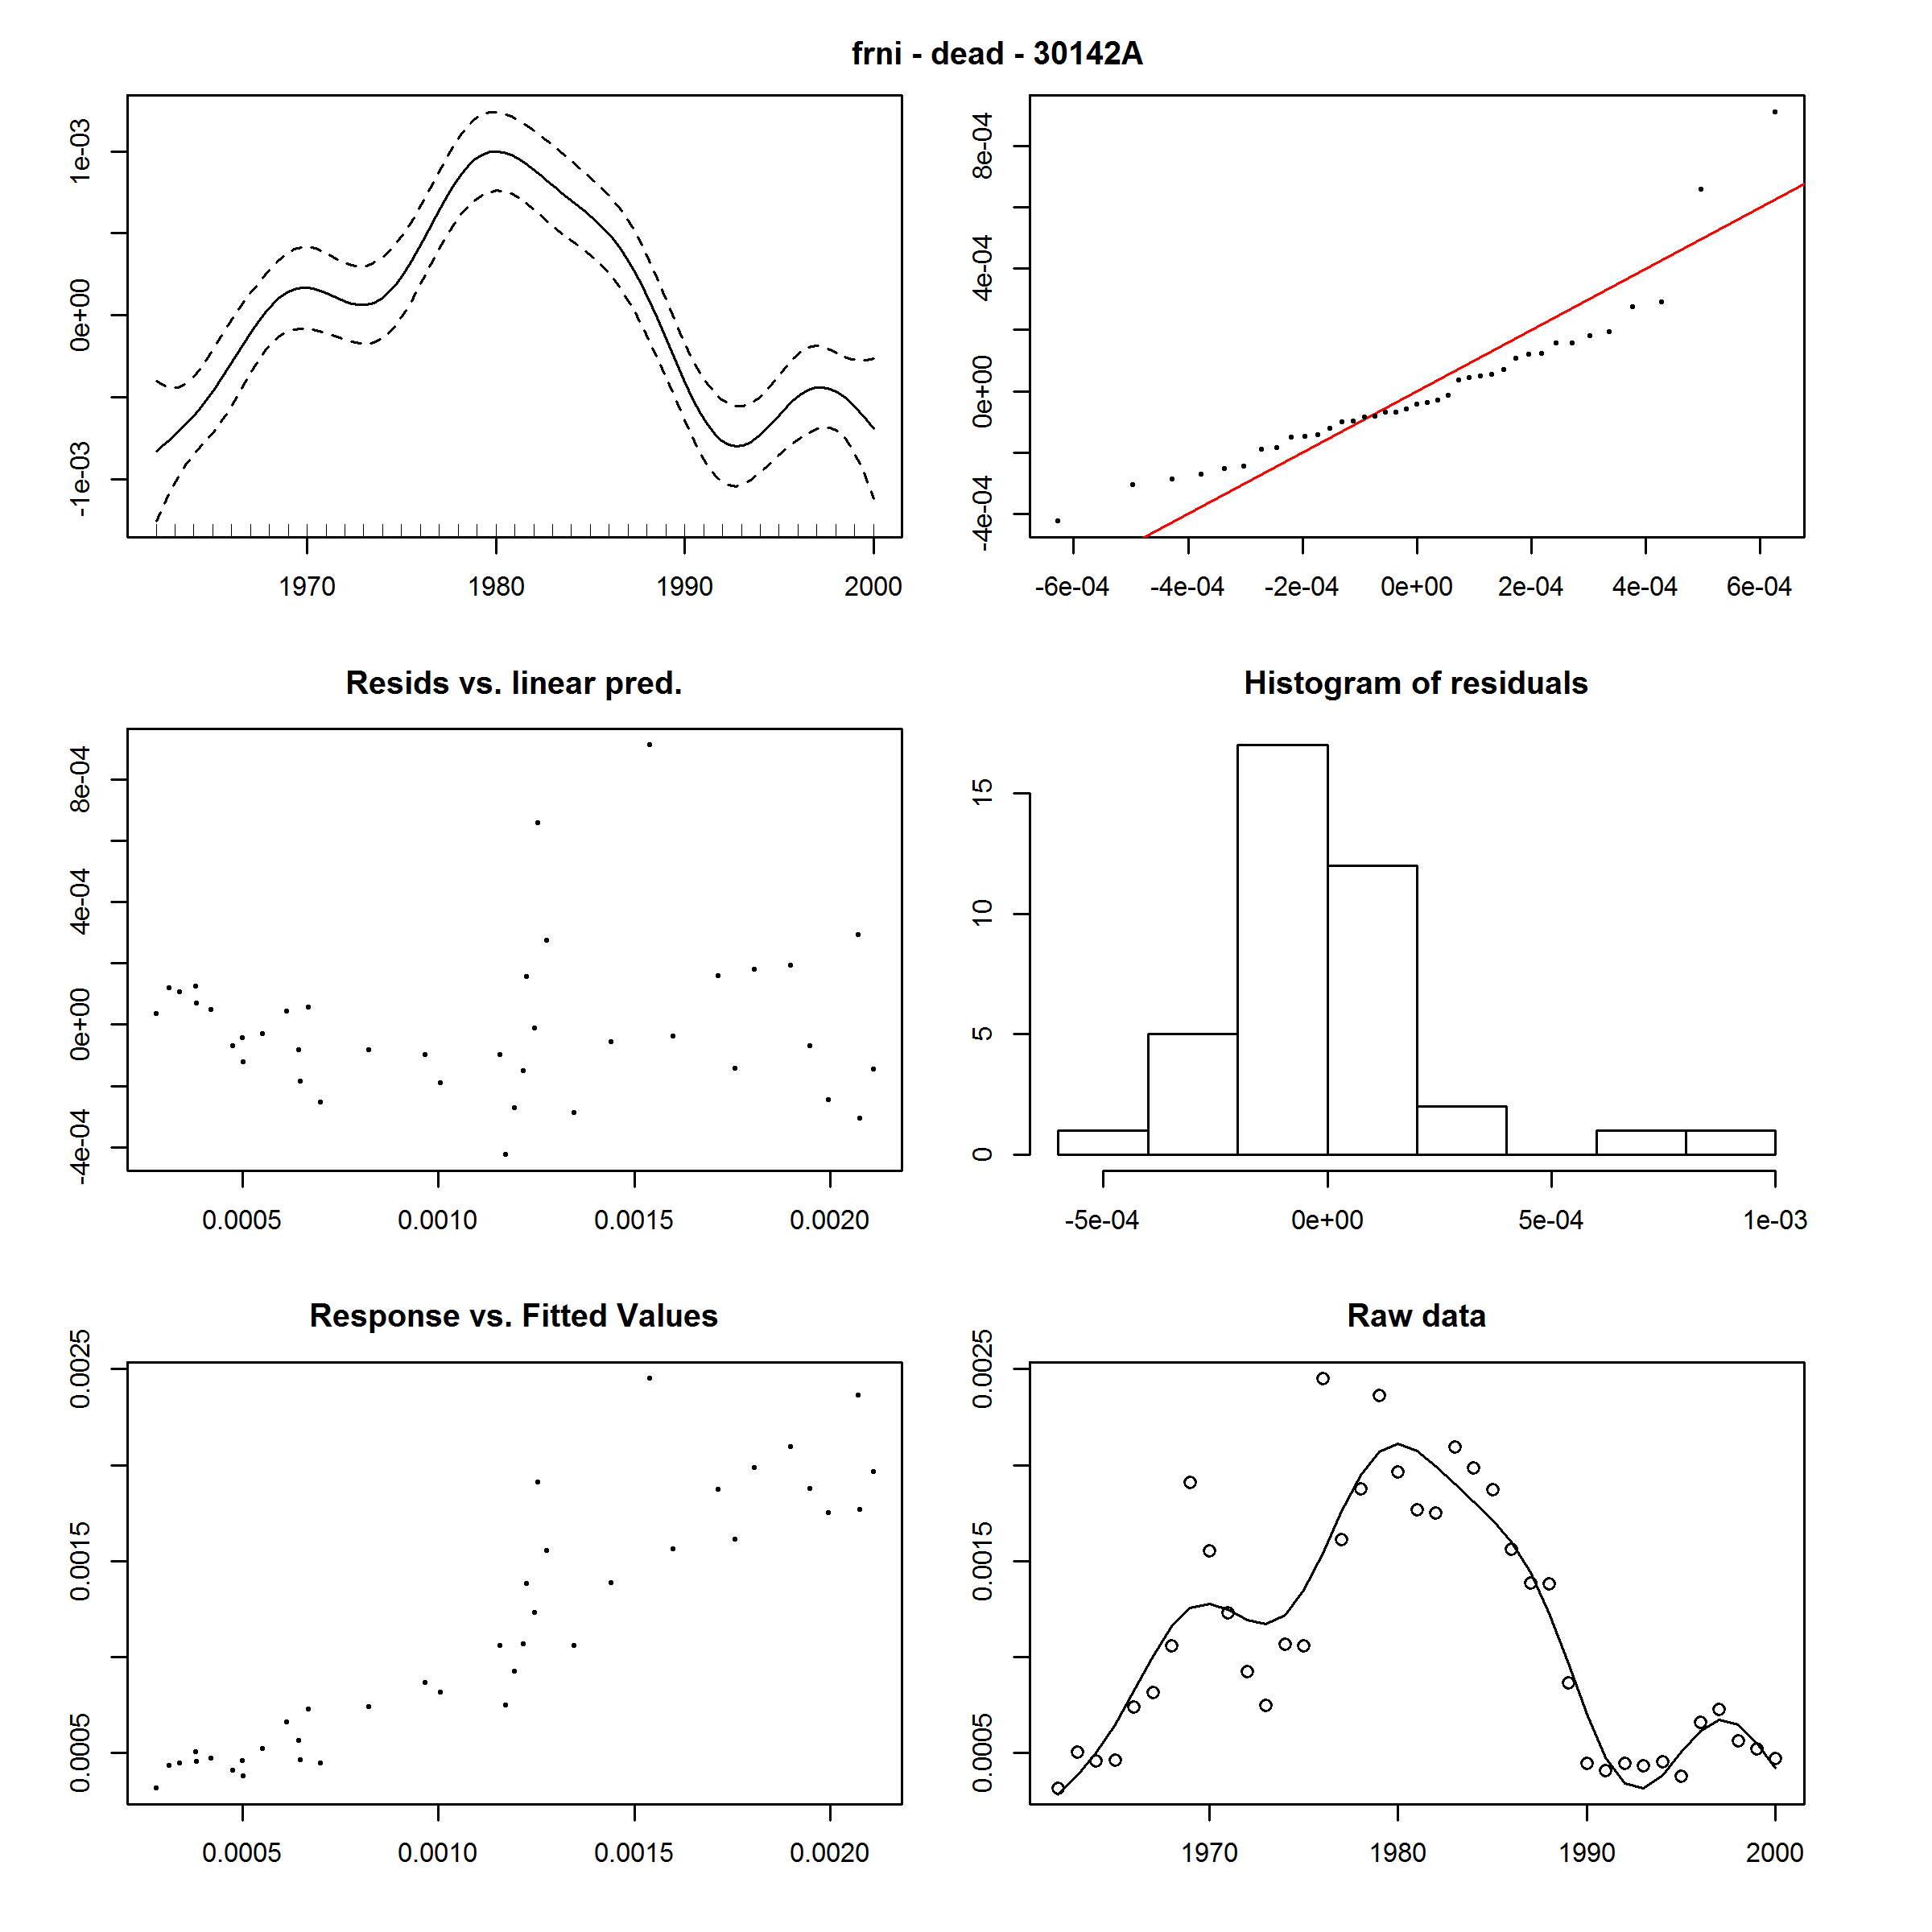 frni - dead - 30142A
1e-03
0e+00
-1e-03
1970 1980 1990 2000
8e-04
4e-04
0e+00
-4e-04
-6e-04 -4e-04 -2e-04 0e+00 2e-04 4e-04 6e-04
Resids vs. linear pred.
8e-04
4e-04
0e+00
-4e-04
0.0005 0.0010 0.0015 0.0020
Histogram of residuals
15
10
5
0
-5e-04 0e+00 5e-04 1e-03
Response vs. Fitted Values
0.0025
0.0015
0.0005
0.0005 0.0010 0.0015 0.0020
Raw data
0.0025
0.0015
0.0005
1970 1980 1990 2000